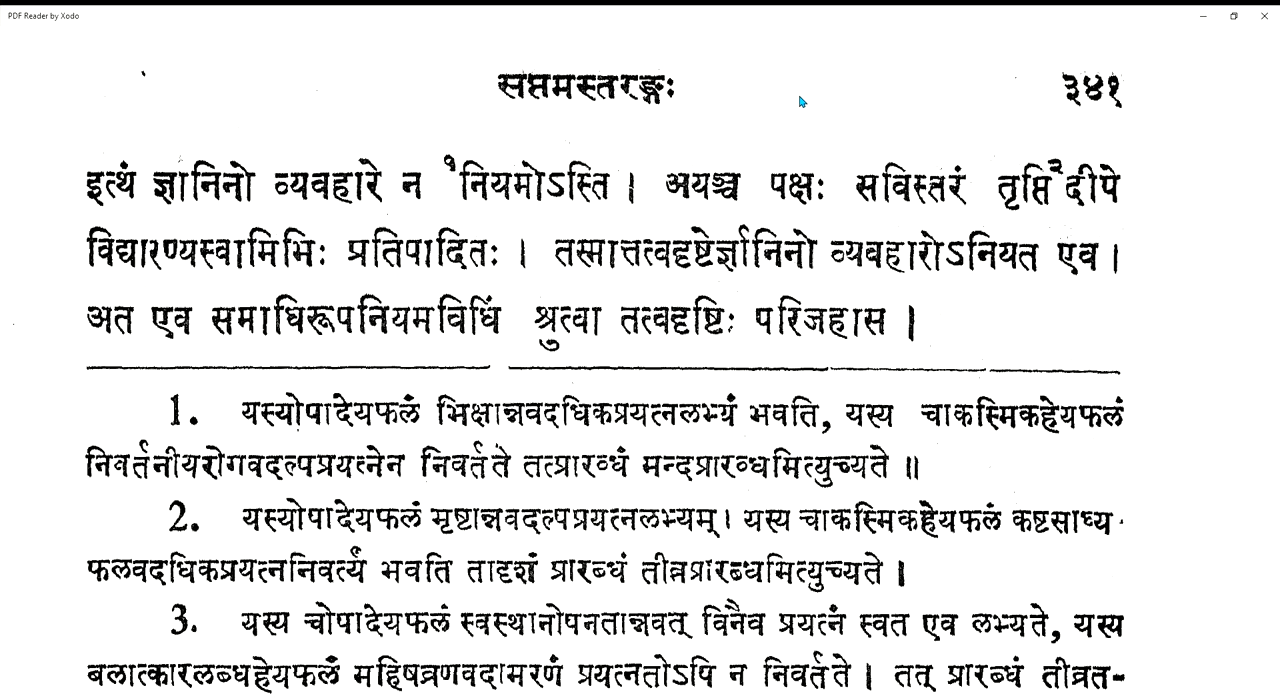 PDF Reader by Xodo
सप्तमस्तरङ्गः ३४१
इत्थं ज्ञानिनो व्यवहारे न १नियमोऽस्ति । अयञ्च पक्षः सविस्तरं तृप्ति२दीपे
विद्यारण्यस्वामिभिः प्रतिपादितः । तस्मात्तत्वदृष्टेर्ज्ञानिनो व्यवहारोऽनियत एव ।
अत एव समाधिरूपनियमविधिं श्रुत्वा तत्वदृष्टिः परिजहास ।
1. यस्योपादेयफलं भिक्षान्नवदधिकप्रयत्नलभ्यं भवति, यस्य चाकस्मिकहेयफलं
निवर्तनीयरोगवदल्पप्रयत्नेन निवर्तते तत्प्रारब्धं मन्दप्रारब्धमित्युच्यते ॥
2. यस्योपादेयफलं मृष्टान्नवदल्पप्रयत्नलभ्यम् । यस्य चाकस्मिकहेयफलं कष्टसाध्य
फलवदधिकप्रयत्ननिवर्त्यं भवति तादृशं प्रारब्धं तीव्रप्रारब्धमित्युच्यते ।
3. यस्य चोपादेयफलं स्वस्थानोपनतान्नवत् विनैव प्रयत्नं स्वत एव लभ्यते, यस्य
बलात्कारलब्धहेयफलं महिषव्रणवदामरणं प्रयत्नतोऽपि न निवर्तते । तत् प्रारब्धं तीव्रत-